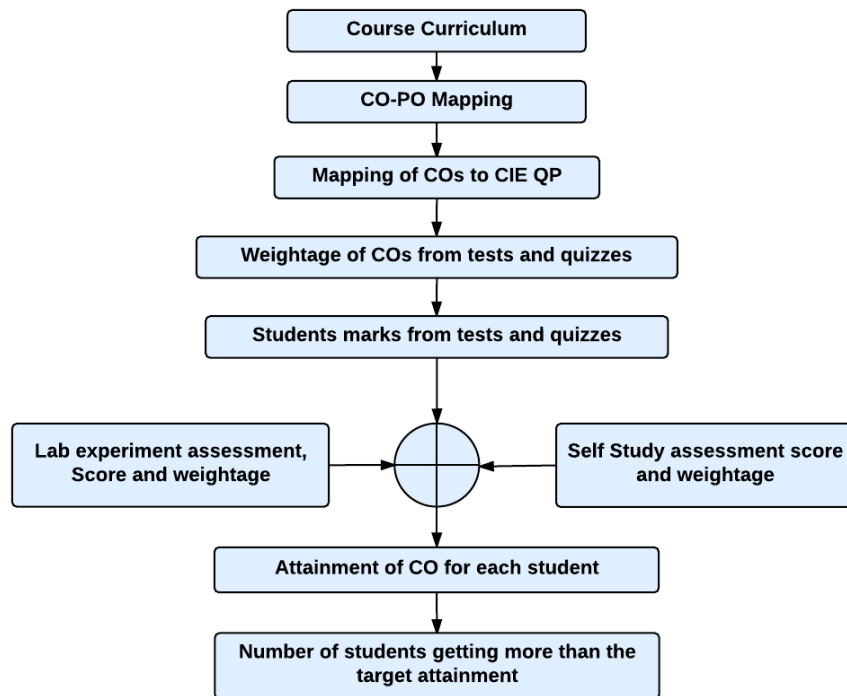 Course Curriculum
CO-PO Mapping
Mapping of COs to CIE QP
Weightage of COs from tests and quizzes
Students marks from tests and quizzes
Lab experiment assessment,
Score and weightage
Self Study assessment score
and weightage
Attainment of CO for each student
Number of students getting more than the
target attainment